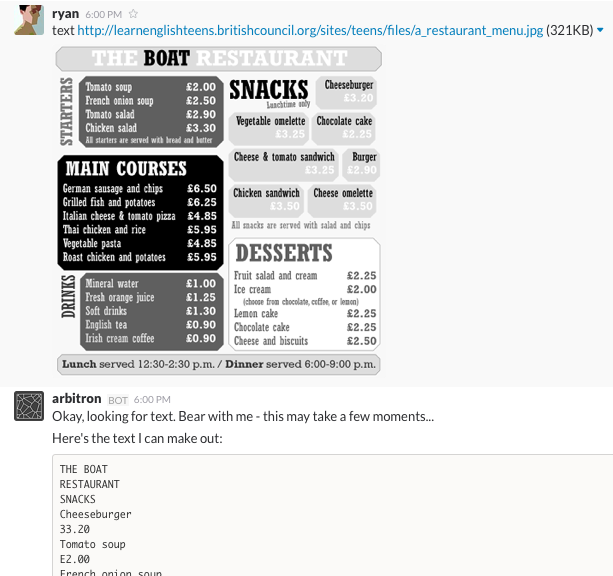 ryan 6:00 PM
text http://learnenglishteens.britishcouncil.org/sites/teens/files/a_restaurant_menu.jpg (321KB)
THE BOAT RESTAURANT
STARTERS
Tomato soup £2.00
French onion soup £2.50
Tomato salad £2.90
Chicken salad £3.30
All starters are served with bread and butter
MAIN COURSES
German sausage and chips £6.50
Grilled fish and potatoes £6.25
Italian cheese & tomato pizza £4.85
Thai chicken and rice £5.95
Vegetable pasta £4.85
Roast chicken and potatoes £5.95
DRINKS
Mineral water £1.00
Fresh orange juice £1.25
Soft drinks £1.30
English tea £0.90
Irish cream coffee £0.90
SNACKS
Lunchtime only
Cheeseburger
£3.20
Vegetable omelette
£3.25
Chocolate cake
£2.25
Cheese & tomato sandwich
£3.25
Burger
£2.90
Chicken sandwich
£3.50
Cheese omelette
£3.50
All snacks are served with salad and chips
DESSERTS
Fruit salad and cream £2.25
Ice cream £2.00
(choose from chocolate, coffee, or lemon)
Lemon cake £2.25
Chocolate cake £2.25
Cheese and biscuits £2.50
Lunch served 12:30-2:30 p.m. / Dinner served 6:00-9:00 p.m.
arbitron BOT 6:00 PM
Okay, looking for text. Bear with me - this may take a few moments...
Here's the text I can make out:
THE BOAT
RESTAURANT
SNACKS
Cheeseburger
33.20
Tomato soup
E2.00
French onion soup